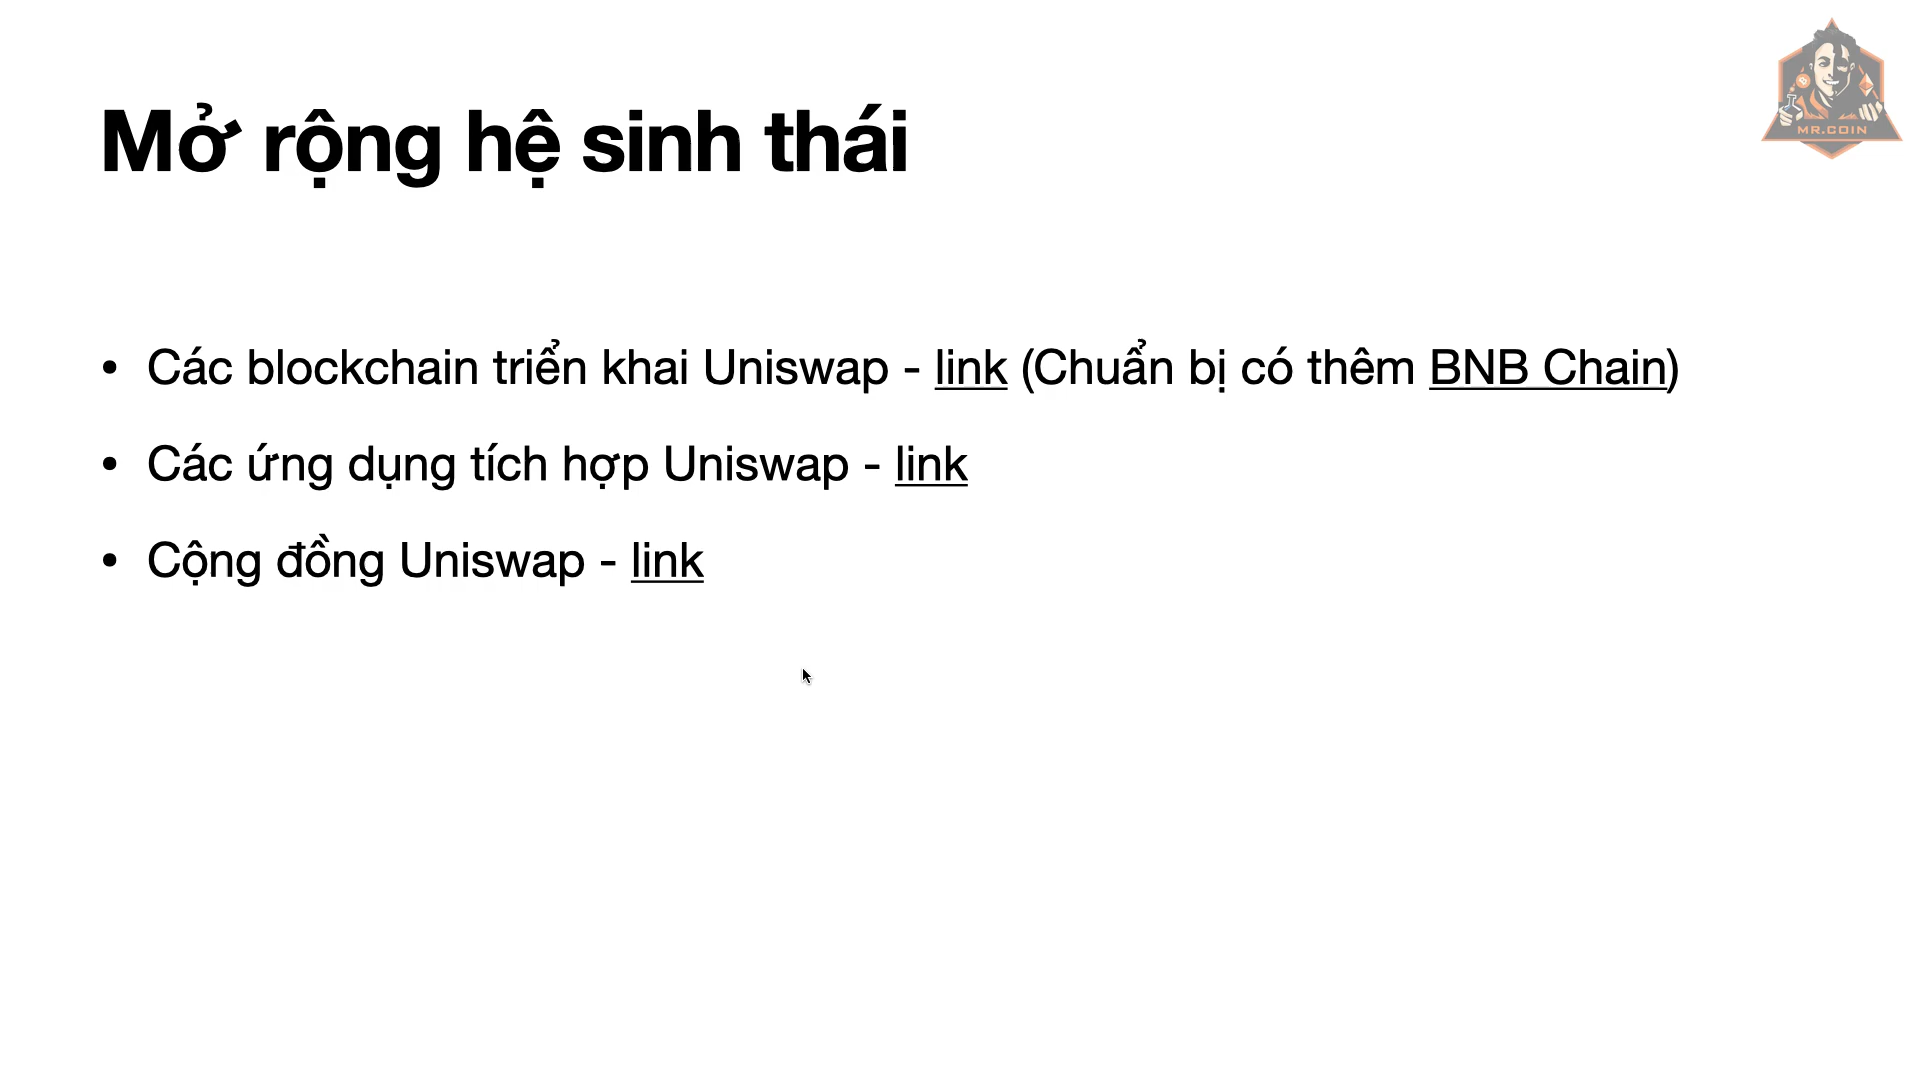 Mở rộng hệ sinh thái
MR.COIN
• Các blockchain triển khai Uniswap - link (Chuẩn bị có thêm BNB Chain)
• Các ứng dụng tích hợp Uniswap - link
• Cộng đồng Uniswap - link